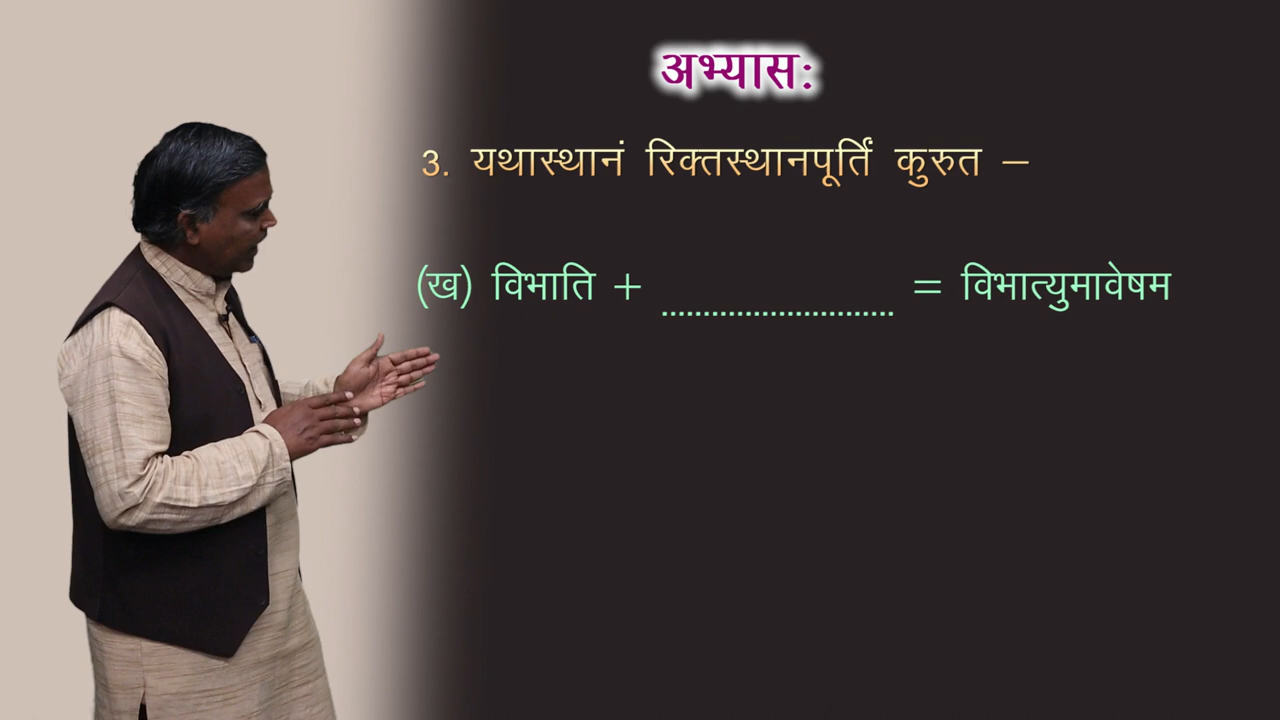 अभ्यासः
3. यथास्थानं रिक्तस्थानपूर्तिं कुरुत –
(ख) विभाति + .............................. = विभात्युमावेषम